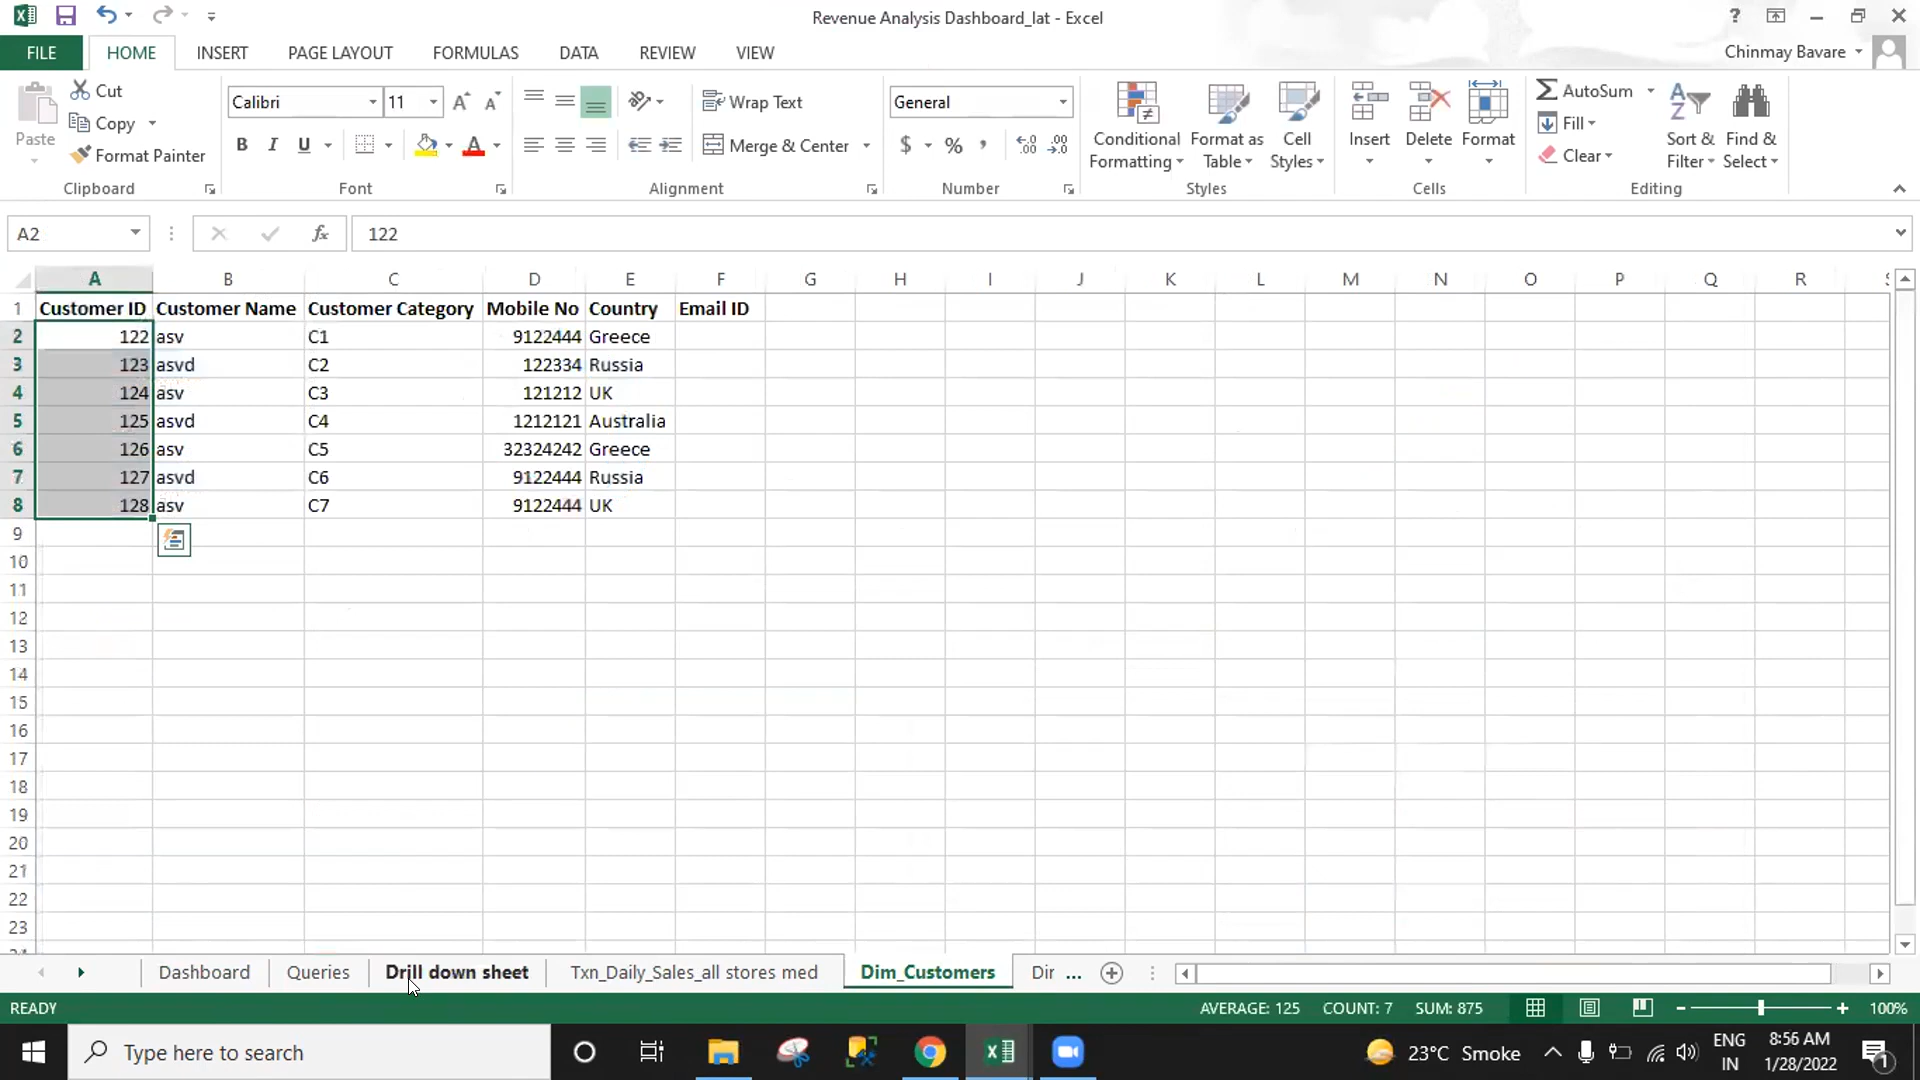 Revenue Analysis Dashboard_lat - Excel
?
FILE HOME INSERT PAGE LAYOUT FORMULAS DATA REVIEW VIEW
Chinmay Bavare
Paste
Cut
Copy
Format Painter
Clipboard
Calibri 11
B I U A
Font
Wrap Text
Merge & Center
Alignment
General
$ % ,
Number
Conditional Formatting
Format as Table
Cell Styles
Styles
Insert
Delete
Format
Cells
AutoSum
Fill
Clear
Sort & Filter
Find & Select
Editing
A2 fx 122
A B C D E F G H I J K L M N O P Q R
1 Customer ID Customer Name Customer Category Mobile No Country Email ID
2 122 asv C1 9122444 Greece
3 123 asvd C2 122334 Russia
4 124 asv C3 121212 UK
5 125 asvd C4 1212121 Australia
6 126 asv C5 32324242 Greece
7 127 asvd C6 9122444 Russia
8 128 asv C7 9122444 UK
9
10
11
12
13
14
15
16
17
18
19
20
21
22
23
Dashboard Queries Drill down sheet Txn_Daily_Sales_all stores med Dim_Customers Dir ...
READY AVERAGE: 125 COUNT: 7 SUM: 875 100%
Type here to search
23°C Smoke
ENG
IN
8:56 AM
1/28/2022
1